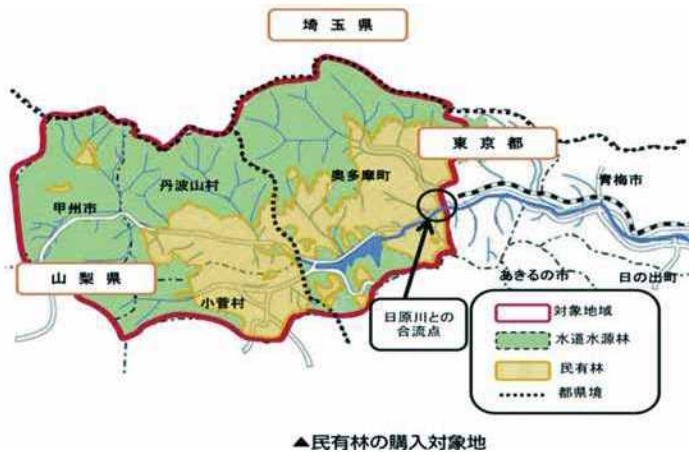 埼玉県
東京都
奥多摩町
青梅市
丹波山村
甲州市
山梨県
あきるの市
日の出町
小菅村
日原川との
合流点
対象地域
水道水源林
民有林
都県境
▲民有林の購入対象地